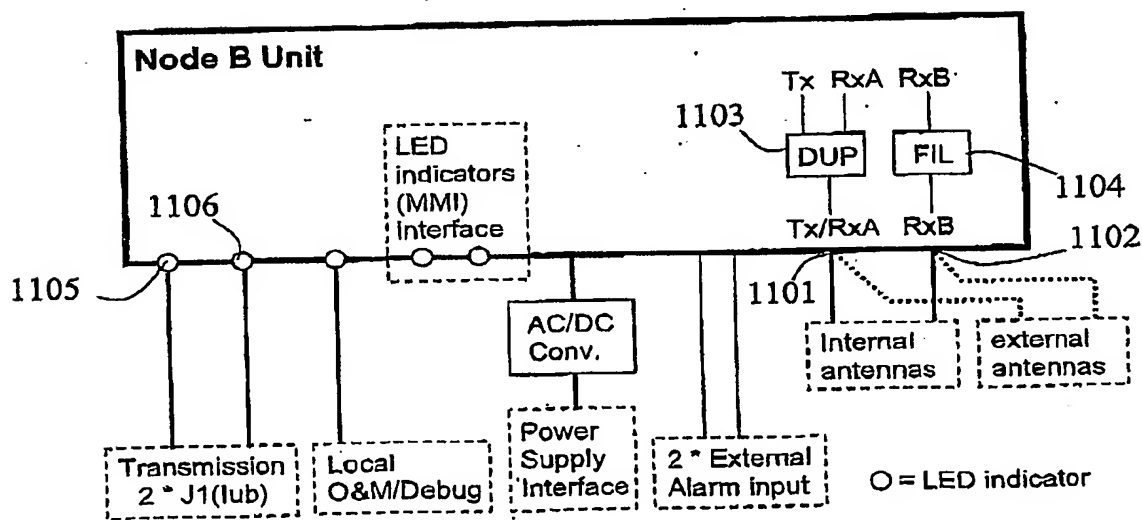 Node B Unit
Tx RxA RxB
1103
DUP
FIL
1104
LED
indicators
(MMI)
Interface
1106
Tx/RxA RxB
1102
1105
1101
AC/DC
Conv.
Internal
antennas
external
antennas
Transmission
2 * J1(Iub)
Local
O&M/Debug
Power
Supply
Interface
2 * External
Alarm input
O = LED indicator